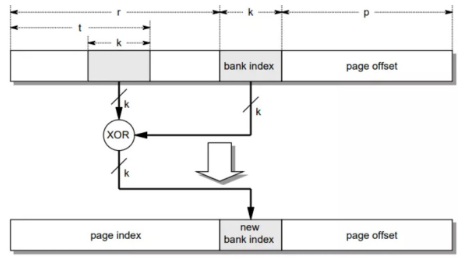 r k p
t
k
bank index page offset
k k
XOR
k
page index new bank index page offset